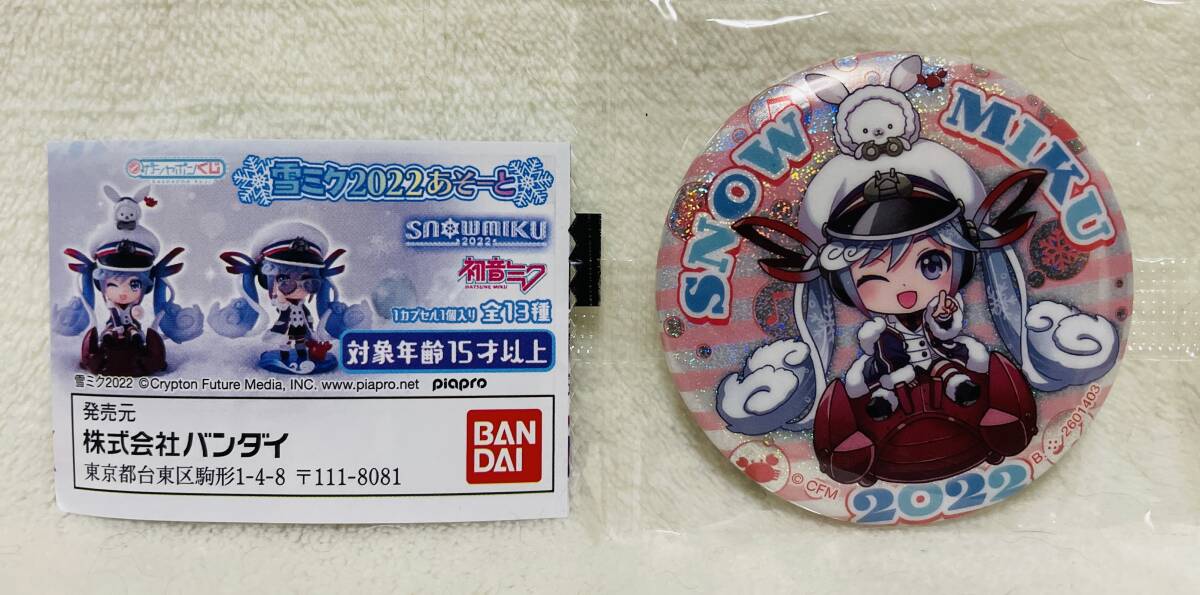 ガシャポンくじ
GASHAPON KUJI
雪ミク2022あそーと
SNOWMIKU
2022
初音ミク
HATSUNE MIKU
1カプセル1個入り 全13種
対象年齢15才以上
雪ミク2022 ©Crypton Future Media, INC. www.piapro.net piapro
発売元
株式会社バンダイ
東京都台東区駒形1-4-8 〒111-8081
BAN
DAI
SNOW MIKU
2022
© CFM
B
2601403